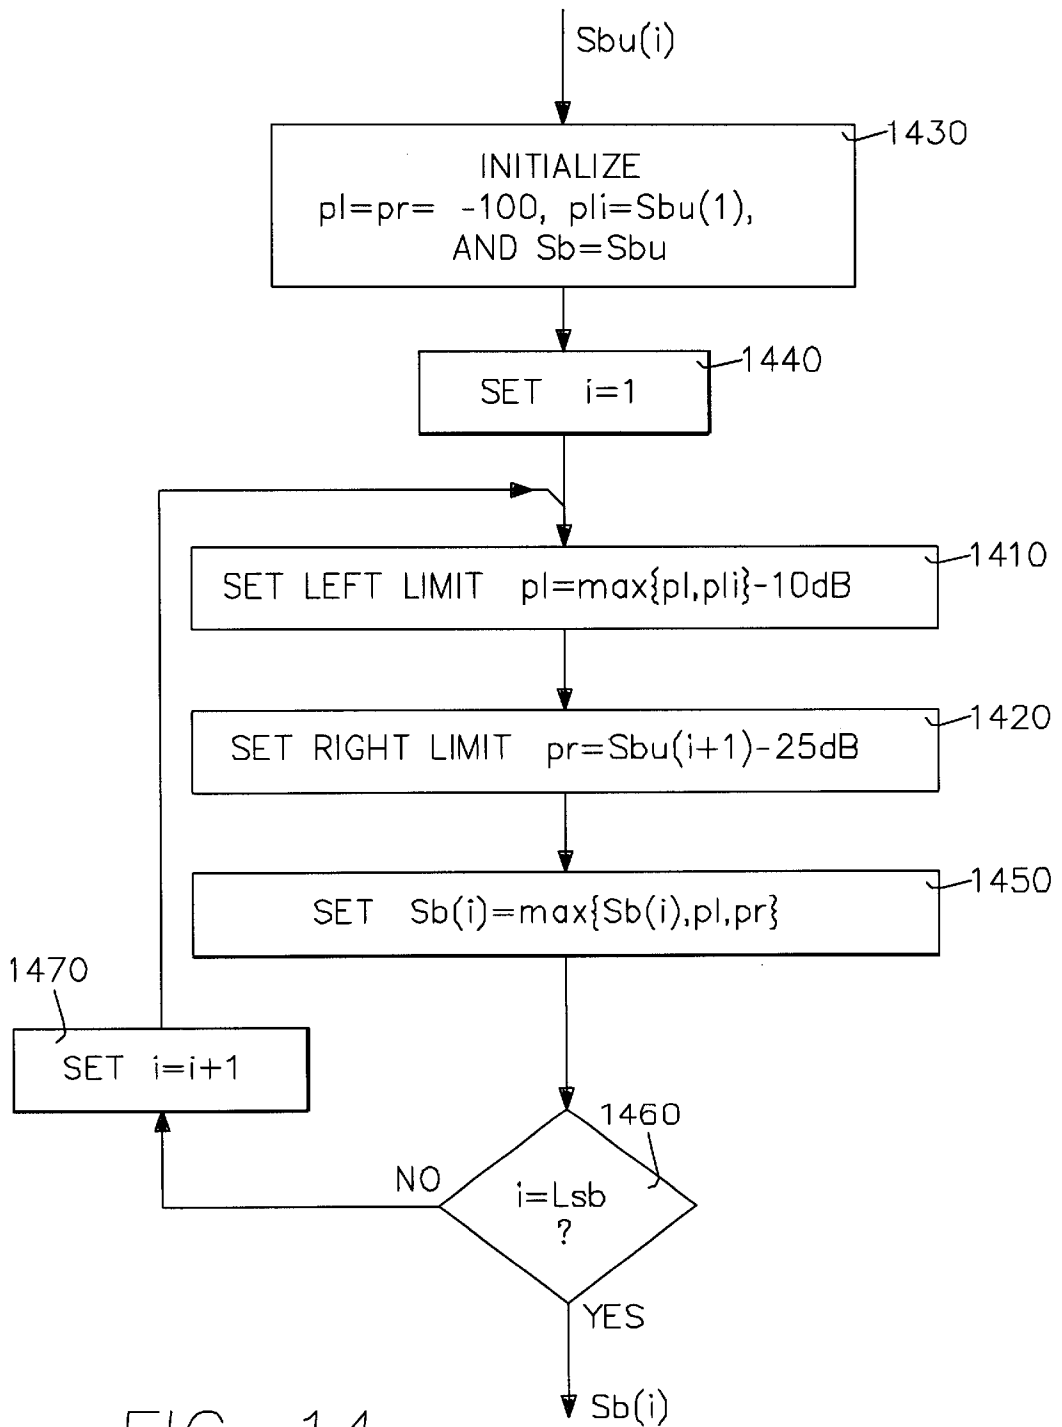 Sbu(i)
1430
INITIALIZE
pl=pr= -100, pli=Sbu(1),
AND Sb=Sbu
1440
SET i=1
1410
SET LEFT LIMIT pl=max{pl,pli}-10dB
1420
SET RIGHT LIMIT pr=Sbu(i+1)-25dB
1450
SET Sb(i)=max{Sb(i),pl,pr}
1470
SET i=i+1
1460
NO
i=Lsb
?
YES
Sb(i)
FIG. 14